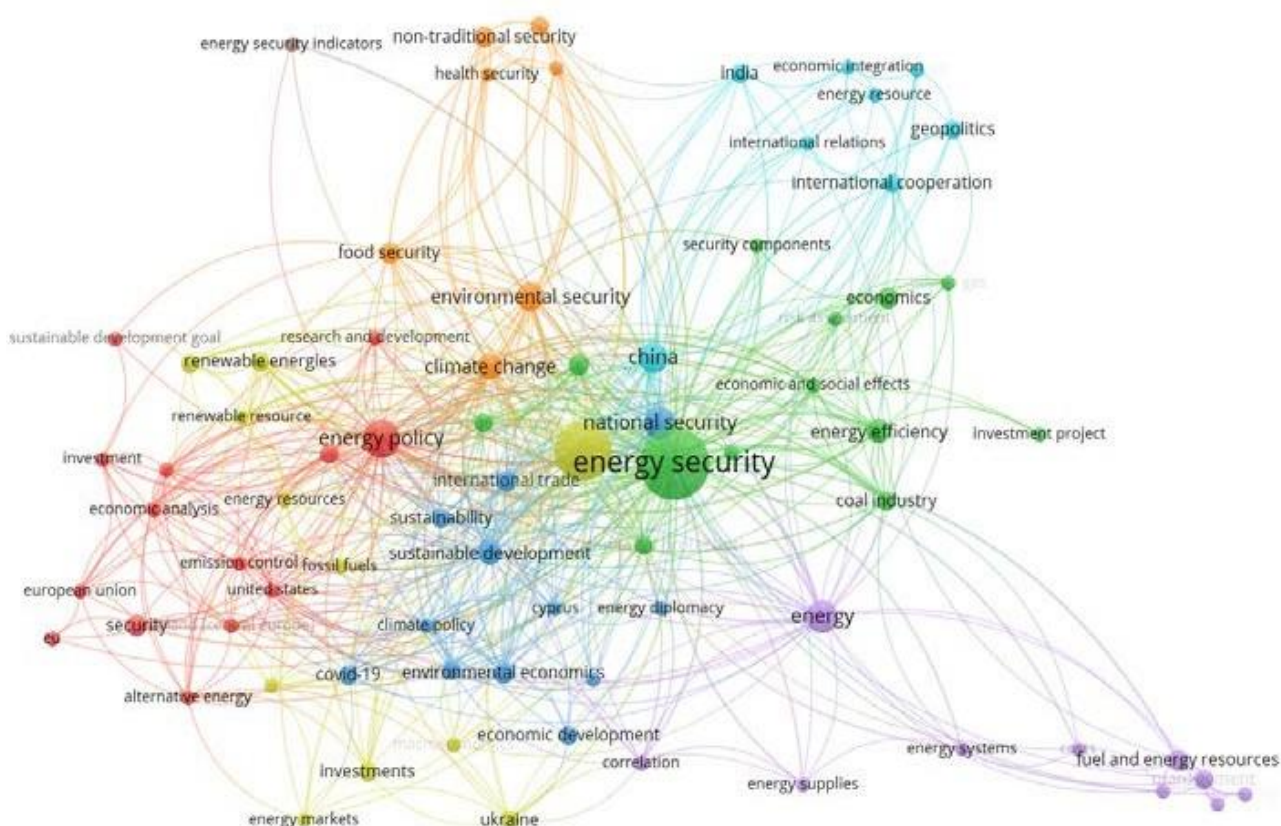 energy security indicators
non-traditional security
health security
india
economic integration
energy resource
geopolitics
international relations
international cooperation
food security
security components
environmental security
economics
gas
risk assessment
sustainable development goal
research and development
renewable energies
climate change
china
economic and social effects
renewable resource
energy policy
national security
energy efficiency
investment project
investment
energy security
international trade
energy resources
economic analysis
coal industry
sustainability
sustainable development
emission control
fossil fuels
european union
united states
cyprus
energy diplomacy
energy
eu
security
climate policy
covid-19
environmental economics
alternative energy
economic development
energy systems
correlation
fuel and energy resources
investments
energy supplies
energy markets
ukraine